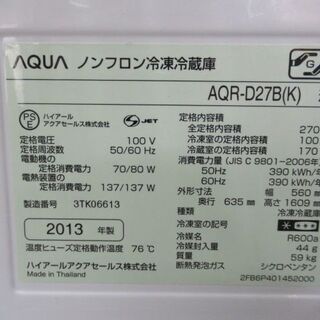 AQUA ノンフロン冷凍冷蔵庫
AQR-D27B(K)
G
PS
E
ハイアール
アクアセールス株式会社
JET
定格電圧 100 V
定格周波数 50/60 Hz
電動機の
定格消費電力 70/80 W
電熱装置の
定格消費電力 137/137 W
製造番号 3TK06613
2013 年製
温度ヒューズ定格動作温度 76℃
ハイアールアクアセールス株式会社
Made in Thailand
定格内容積
全定格内容積 270
冷凍室の定格内容積 100
冷蔵室の定格内容積 170
消費電力量(JIS C 9801-2006年
50Hz 390 kWh/
60Hz 390 kWh/
外形寸法 幅 560 mm
奥行 635 mm 高さ 1609 mm
種類 冷凍冷蔵
冷凍室の記号
冷媒 R600a
冷媒封入量 44 g
質量 59 kg
断熱発泡ガス シクロペンタン
2FB6P401452000